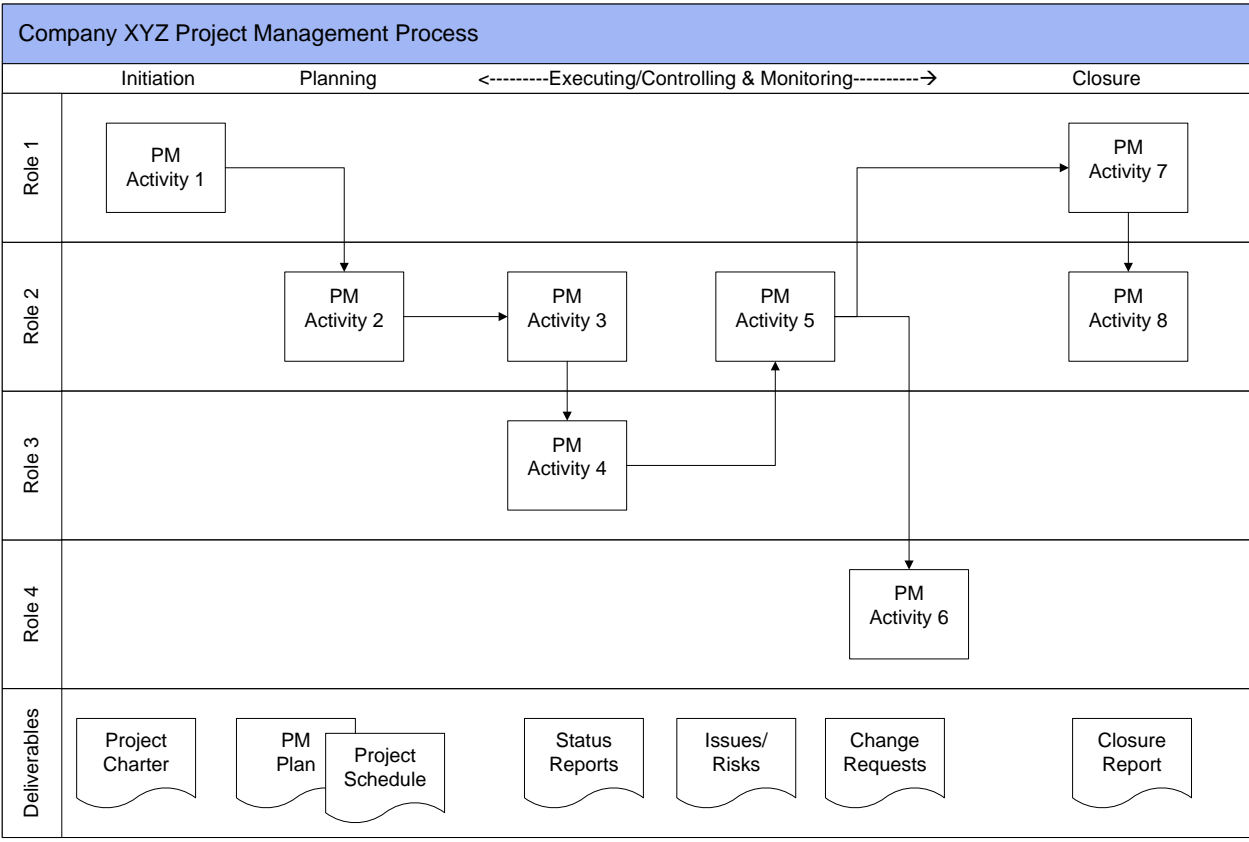 Company XYZ Project Management Process
Initiation
Planning
<---------Executing/Controlling & Monitoring---------->
Closure
Role 1
PM
Activity 1
PM
Activity 7
Role 2
PM
Activity 2
PM
Activity 3
PM
Activity 5
PM
Activity 8
Role 3
PM
Activity 4
Role 4
PM
Activity 6
Deliverables
Project
Charter
PM
Plan
Project
Schedule
Status
Reports
Issues/
Risks
Change
Requests
Closure
Report